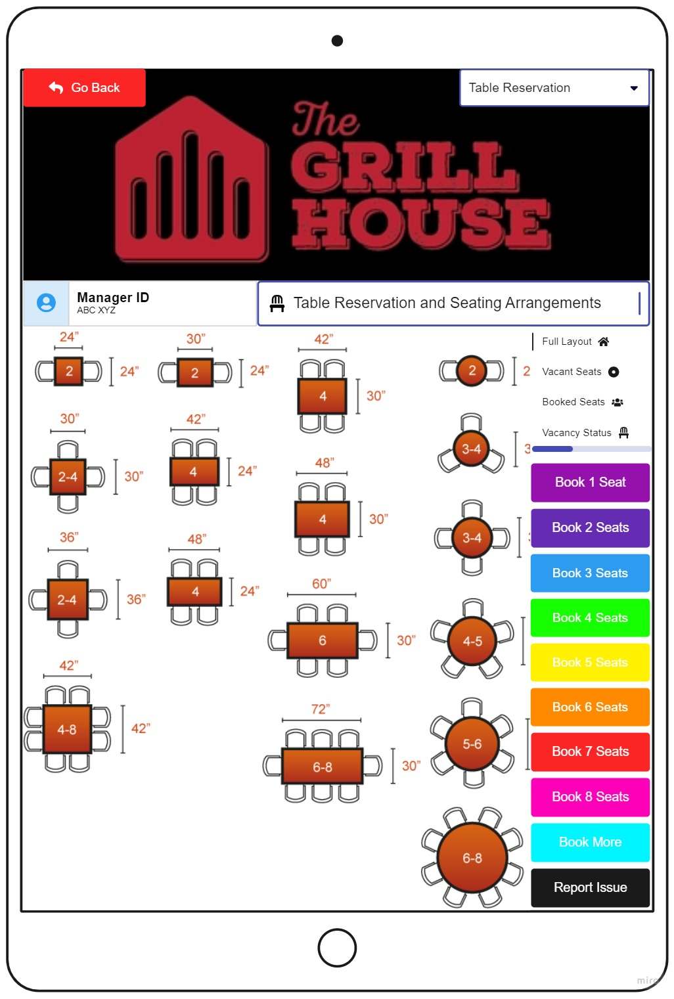 Go Back
Table Reservation
The
GRILL
HOUSE
Manager ID
ABC XYZ
Table Reservation and Seating Arrangements
24”
2
24”
30”
2
24”
42”
4
30”
2
2
Full Layout
Vacant Seats
Booked Seats
Vacancy Status
30”
2-4
30”
42”
4
24”
48”
4
30”
3-4
3
3-4
36”
2-4
36”
48”
4
24”
60”
6
30”
4-5
42”
4-8
42”
72”
6-8
30”
5-6
6-8
Book 1 Seat
Book 2 Seats
Book 3 Seats
Book 4 Seats
Book 5 Seats
Book 6 Seats
Book 7 Seats
Book 8 Seats
Book More
Report Issue
miro